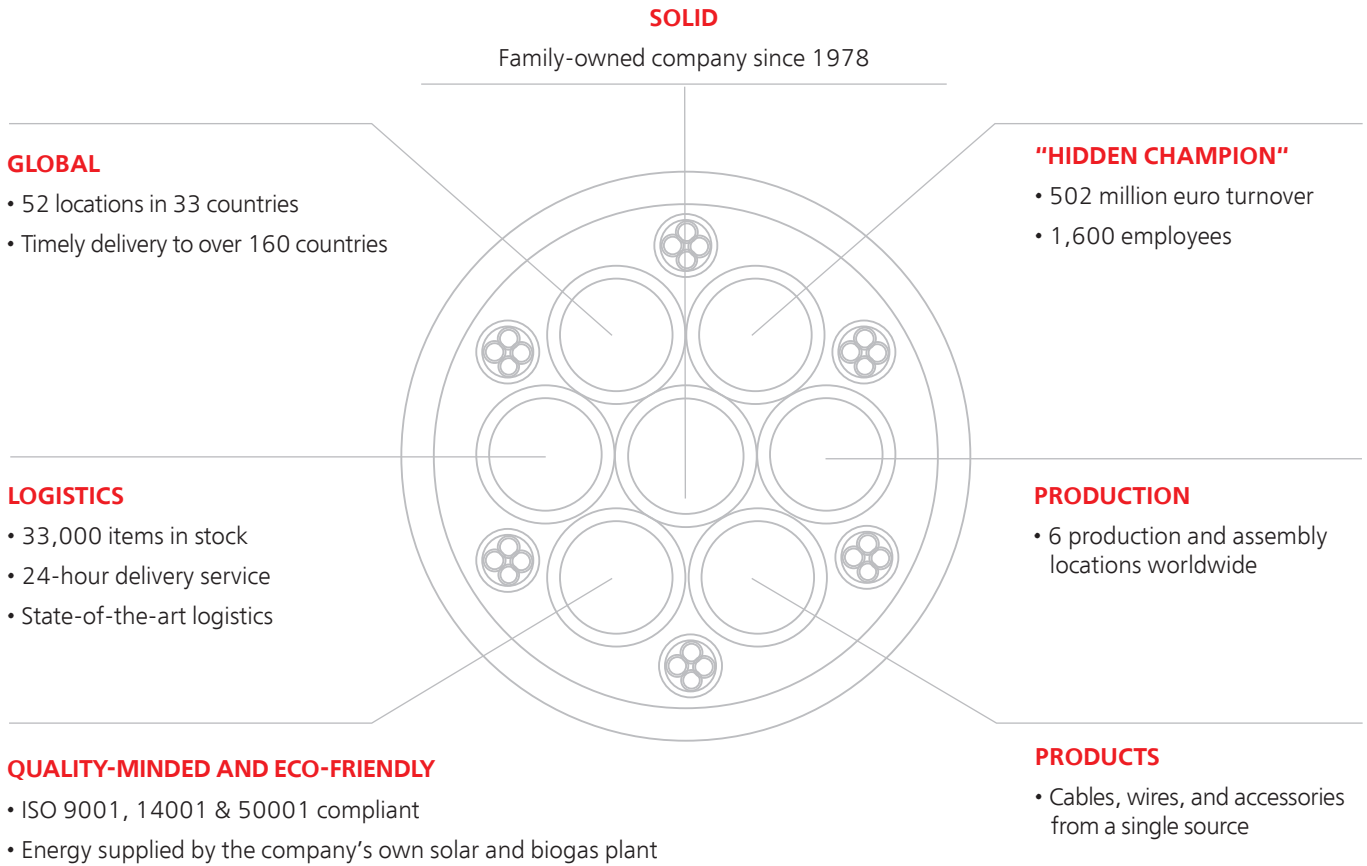 SOLID
Family-owned company since 1978
GLOBAL
• 52 locations in 33 countries
• Timely delivery to over 160 countries
"HIDDEN CHAMPION"
• 502 million euro turnover
• 1,600 employees
LOGISTICS
• 33,000 items in stock
• 24-hour delivery service
• State-of-the-art logistics
PRODUCTION
• 6 production and assembly
locations worldwide
QUALITY-MINDED AND ECO-FRIENDLY
• ISO 9001, 14001 & 50001 compliant
• Energy supplied by the company's own solar and biogas plant
PRODUCTS
• Cables, wires, and accessories
from a single source